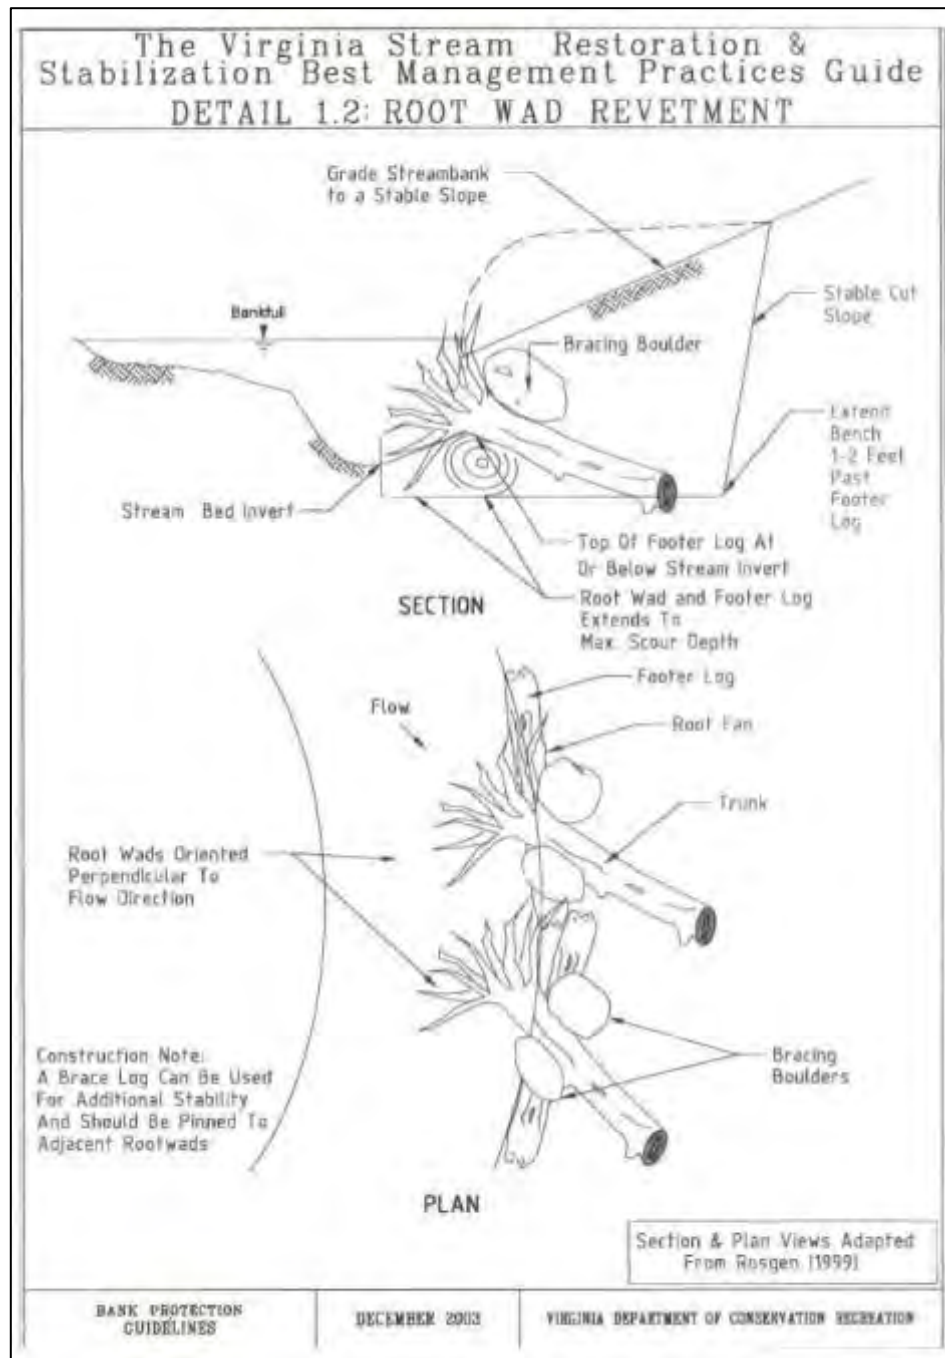 The Virginia Stream Restoration &
Stabilization Best Management Practices Guide
DETAIL 1.2: ROOT WAD REVETMENT
Grade Streambank
to a Stable Slope
Bankfull
Bracing Boulder
Stable Cut
Slope
Extend
Bench
1-2 Feet
Past
Footer
Log
Stream Bed Invert
Top Of Footer Log At
Or Below Stream Invert
Root Wad and Footer Log
Extends To
Max. Scour Depth
SECTION
Footer Log
Flow
Root Fan
Trunk
Root Wads Oriented
Perpendicular To
Flow Direction
Construction Note:
A Brace Log Can Be Used
For Additional Stability
And Should Be Pinned To
Adjacent Rootwads
Bracing
Boulders
PLAN
Section & Plan Views Adapted
From Rosgen (1999)
BANK PROTECTION
GUIDELINES
DECEMBER 2003
VIRGINIA DEPARTMENT OF CONSERVATION RECREATION